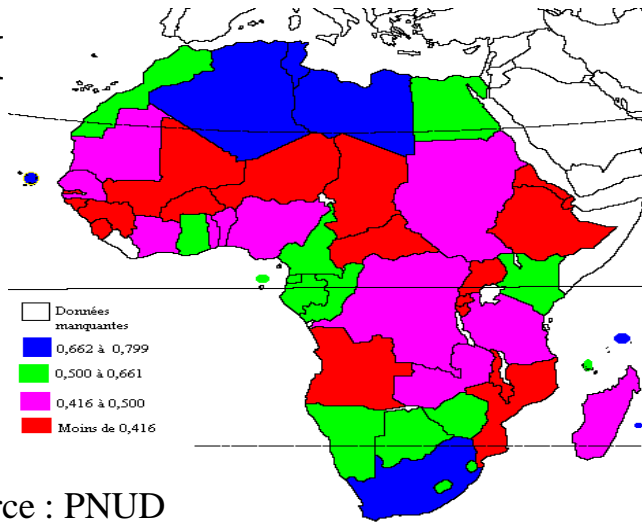 Données
manquantes
0,662 à 0,799
0,500 à 0,661
0,416 à 0,500
Moins de 0,416
rce : PNUD